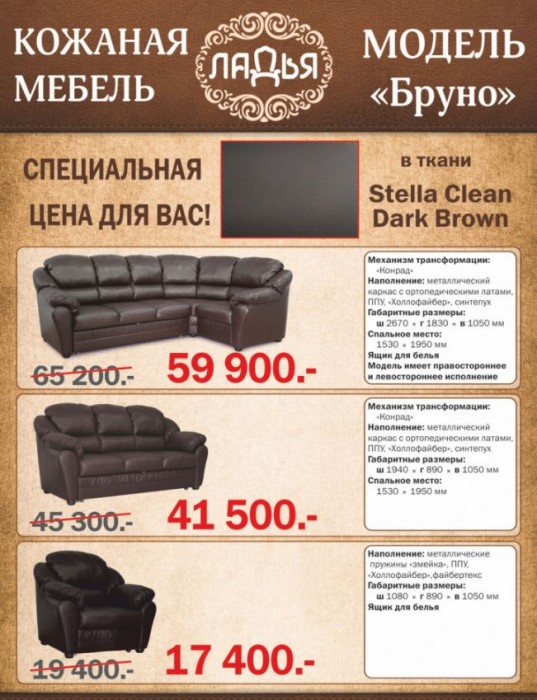 КОЖАНАЯ
МЕБЕЛЬ
ЛАДЬЯ
МОДЕЛЬ
«Бруно»
СПЕЦИАЛЬНАЯ
ЦЕНА ДЛЯ ВАС!
в ткани
Stella Clean
Dark Brown
65 200.-
59 900.-
Механизм трансформации:
«Конрад»
Наполнение: металлический
каркас с ортопедическими латами,
ППУ, «Холлофайбер», синтепух
Габаритные размеры:
ш 2670 × г 1830 × в 1050 мм
Спальное место:
1530 × 1950 мм
Ящик для белья
Модель имеет правостороннее
и левостороннее исполнение
45 300.-
41 500.-
Механизм трансформации:
«Конрад»
Наполнение: металлический
каркас с ортопедическими латами,
ППУ, «Холлофайбер», синтепух
Габаритные размеры:
ш 1940 × г 890 × в 1050 мм
Спальное место:
1530 × 1950 мм
19 400.-
17 400.-
Наполнение: металлические
пружины «змейка», ППУ,
«Холлофайбер»,файбертекс
Габаритные размеры:
ш 1080 × г 890 × в 1050 мм
Ящик для белья